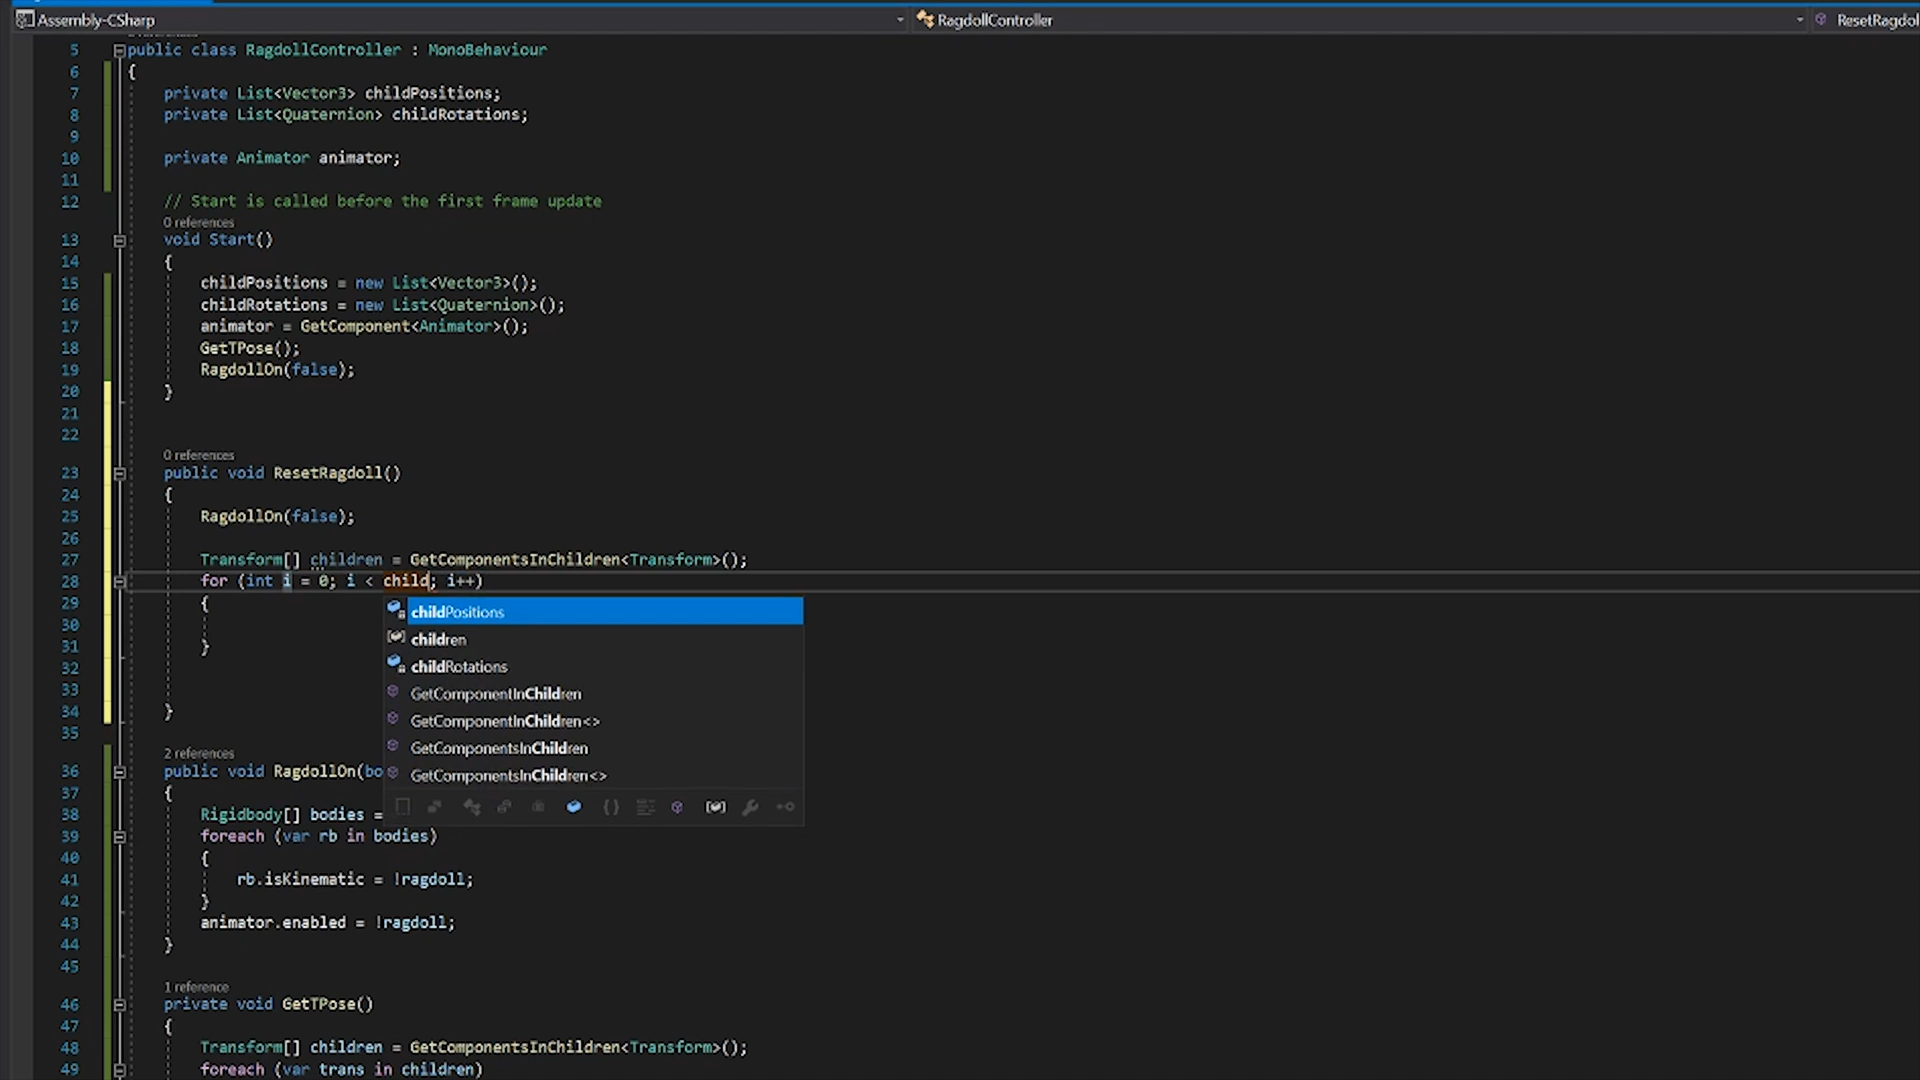 Assembly-CSharp RagdollController ResetRagdol
5 public class RagdollController : MonoBehaviour
6 {
7 private List<Vector3> childPositions;
8 private List<Quaternion> childRotations;
9
10 private Animator animator;
11
12 // Start is called before the first frame update
0 references
13 void Start()
14 {
15 childPositions = new List<Vector3>();
16 childRotations = new List<Quaternion>();
17 animator = GetComponent<Animator>();
18 GetTPose();
19 RagdollOn(false);
20 }
21
22
0 references
23 public void ResetRagdoll()
24 {
25 RagdollOn(false);
26
27 Transform[] children = GetComponentsInChildren<Transform>();
28 for (int i = 0; i < child; i++)
29 {
30
31 }
32
33
34 }
35
childPositions
children
childRotations
GetComponentInChildren
GetComponentInChildren<>
GetComponentsInChildren
GetComponentsInChildren<>
2 references
36 public void RagdollOn(bo
37 {
38 Rigidbody[] bodies =
39 foreach (var rb in bodies)
40 {
41 rb.isKinematic = !ragdoll;
42 }
43 animator.enabled = !ragdoll;
44 }
45
1 reference
46 private void GetTPose()
47 {
48 Transform[] children = GetComponentsInChildren<Transform>();
49 foreach (var trans in children)